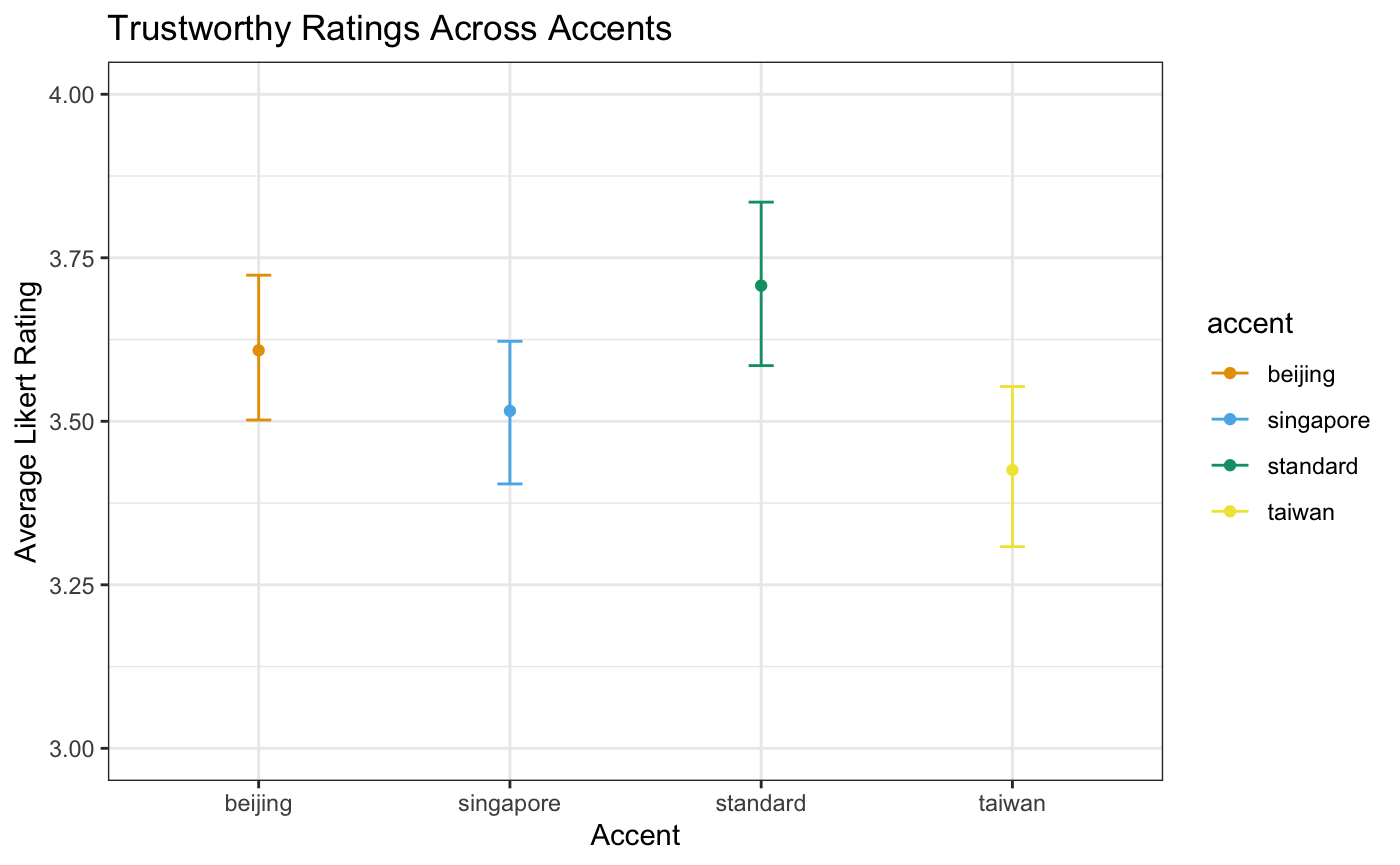 Trustworthy Ratings Across Accents
4.00
3.75
3.50
3.25
3.00
Average Likert Rating
beijing
singapore
standard
taiwan
Accent
accent
beijing
singapore
standard
taiwan